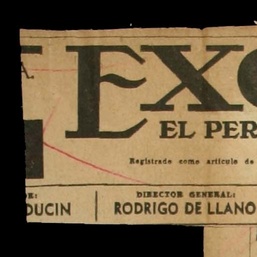 A.
EXC
EL PER
Registrado como artículo de
DIRECTOR GENERAL:
DUCIN RODRIGO DE LLANO